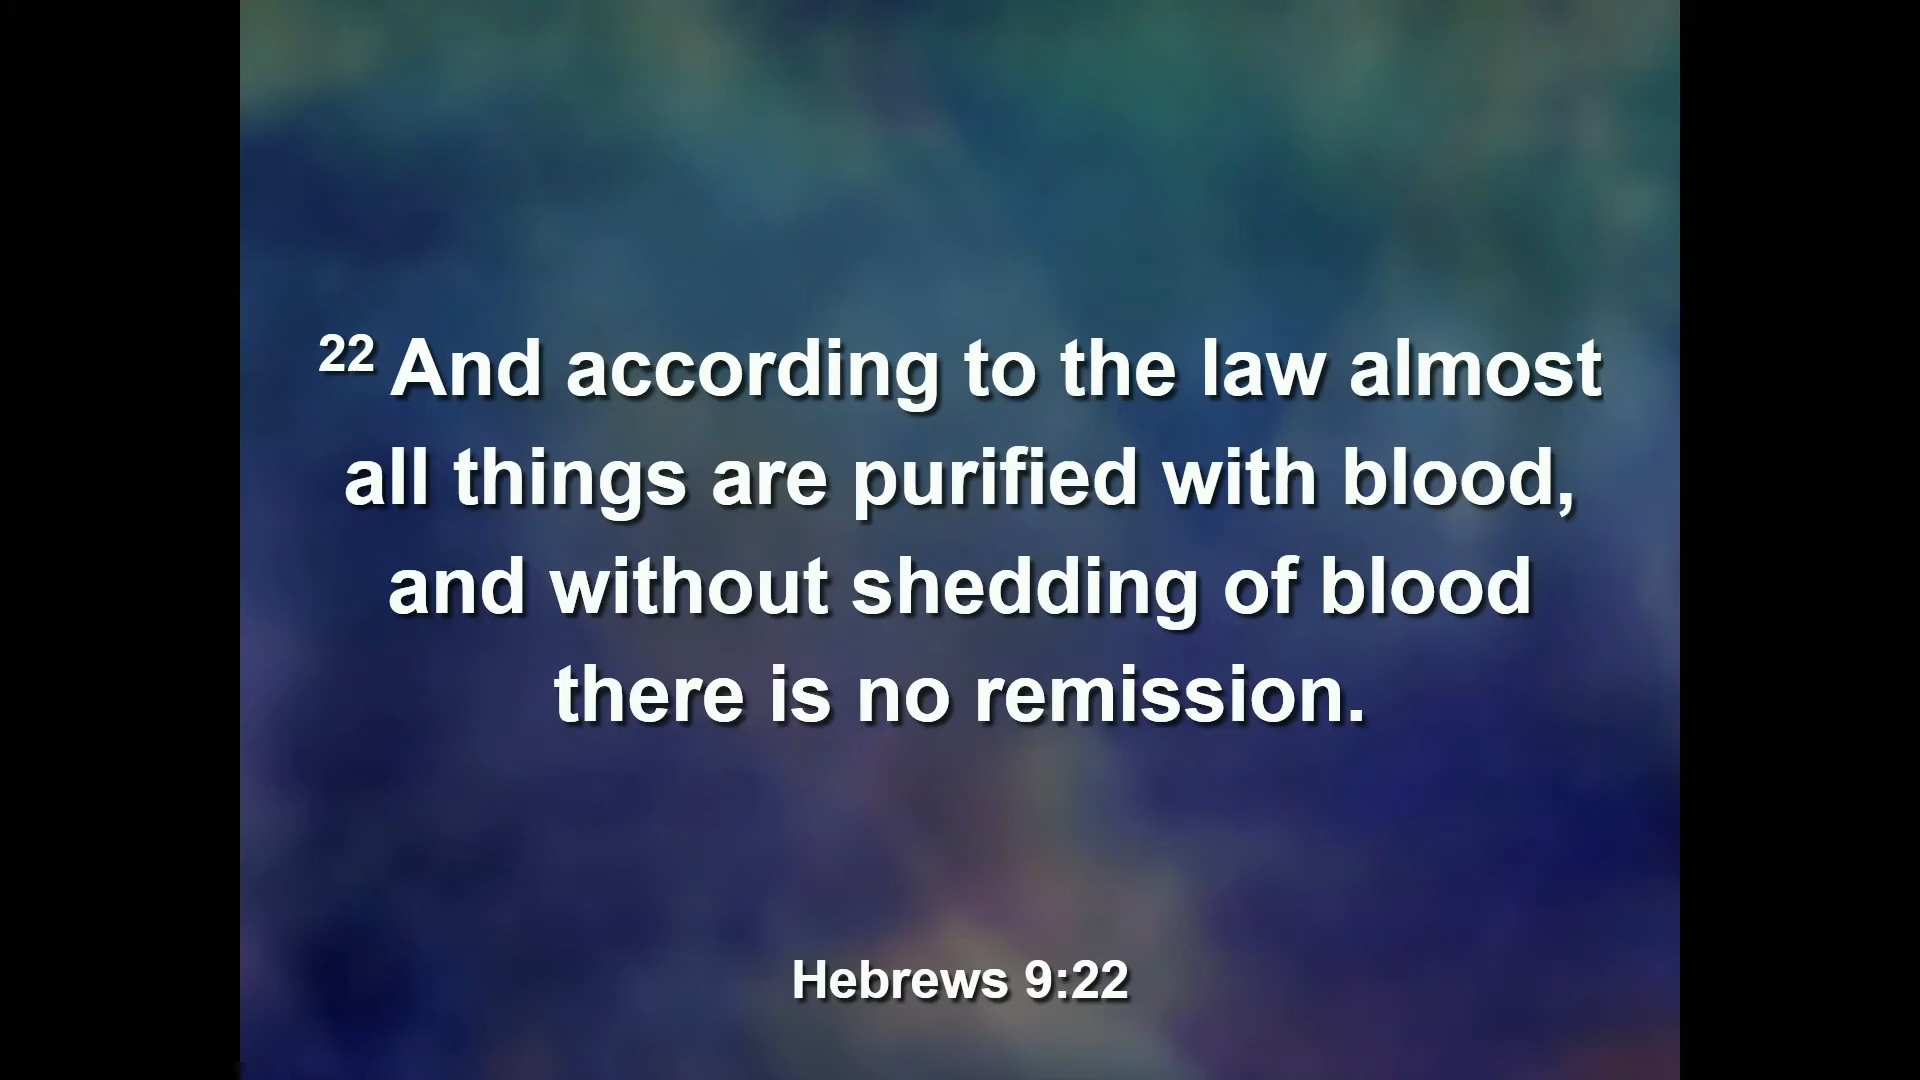 22 And according to the law almost
all things are purified with blood,
and without shedding of blood
there is no remission.
Hebrews 9:22